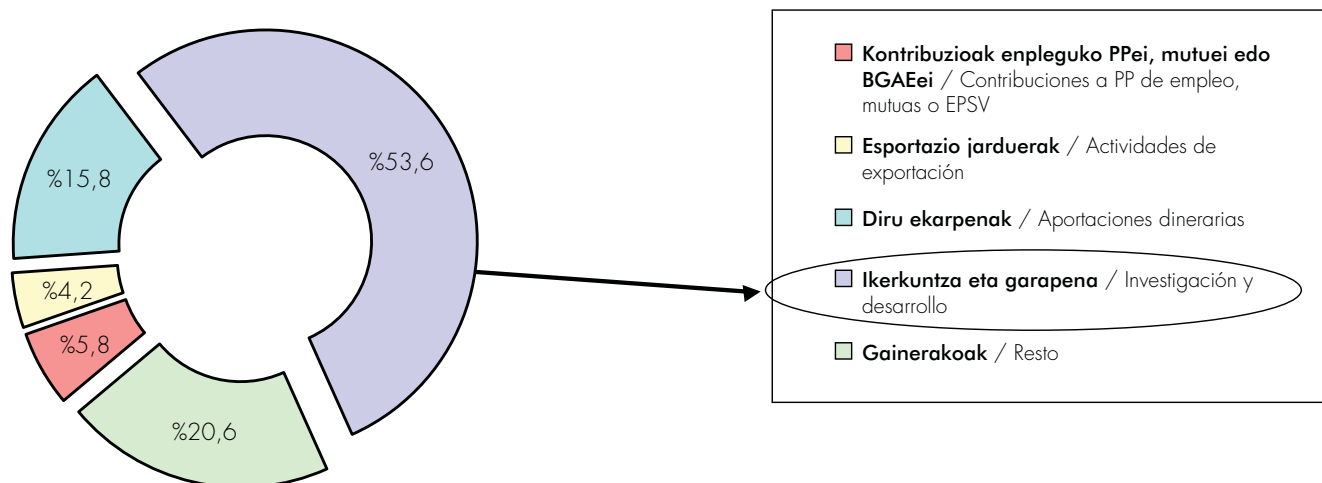 %53,6
%15,8
%4,2
%5,8
%20,6
Kontribuzioak enpleguko PPei, mutuei edo
BGAEei / Contribuciones a PP de empleo,
mutuas o EPSV
Esportazio jarduerak / Actividades de
exportación
Diru ekarpenak / Aportaciones dinerarias
Ikerkuntza eta garapena / Investigación y
desarrollo
Gainerakoak / Resto